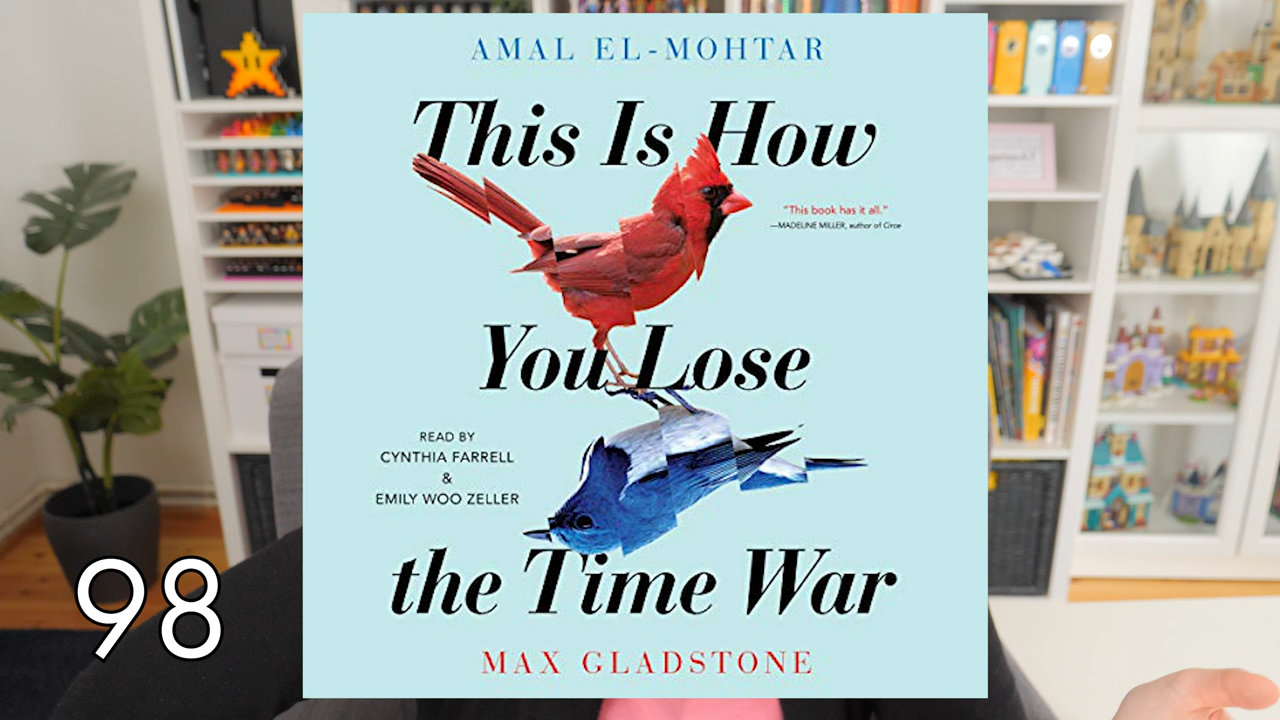 AMAL EL-MOHTAR
This Is How
"This book has it all."
—MADELINE MILLER, author of Circe
You Lose
READ BY
CYNTHIA FARRELL
&
EMILY WOO ZELLER
the Time War
MAX GLADSTONE
98